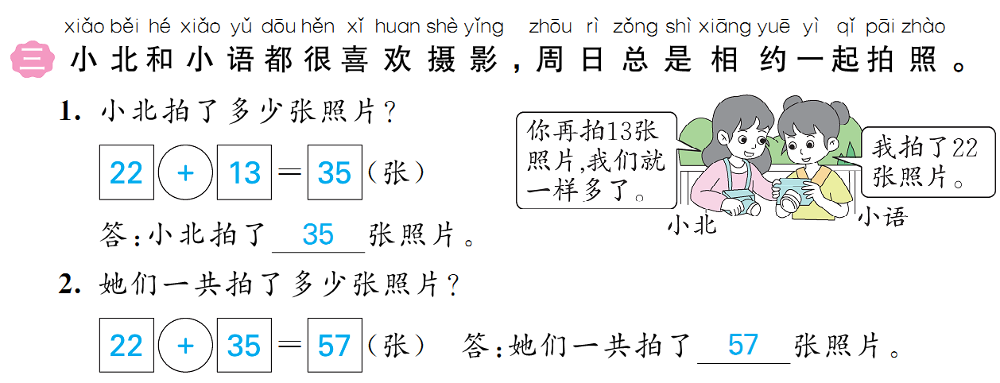 xiǎo běi hé xiǎo yǔ dōu hěn xǐ huan shè yǐng zhōu rì zǒng shì xiāng yuē yì qǐ pāi zhào
三 小北和小语都很喜欢摄影，周日总是相约一起拍照。
1. 小北拍了多少张照片？
22 + 13 = 35（张）
答：小北拍了 35 张照片。
你再拍13张
照片，我们就
一样多了。
小北
我拍了22
张照片。
小语
2. 她们一共拍了多少张照片？
22 + 35 = 57（张） 答：她们一共拍了 57 张照片。